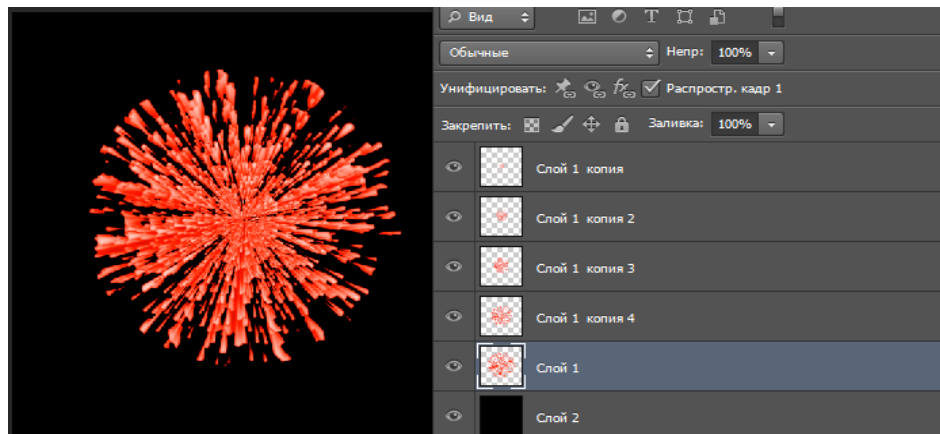 Вид
Обычные Непр: 100%
Унифицировать: Распростр. кадр 1
Закрепить: Заливка: 100%
Слой 1 копия
Слой 1 копия 2
Слой 1 копия 3
Слой 1 копия 4
Слой 1
Слой 2